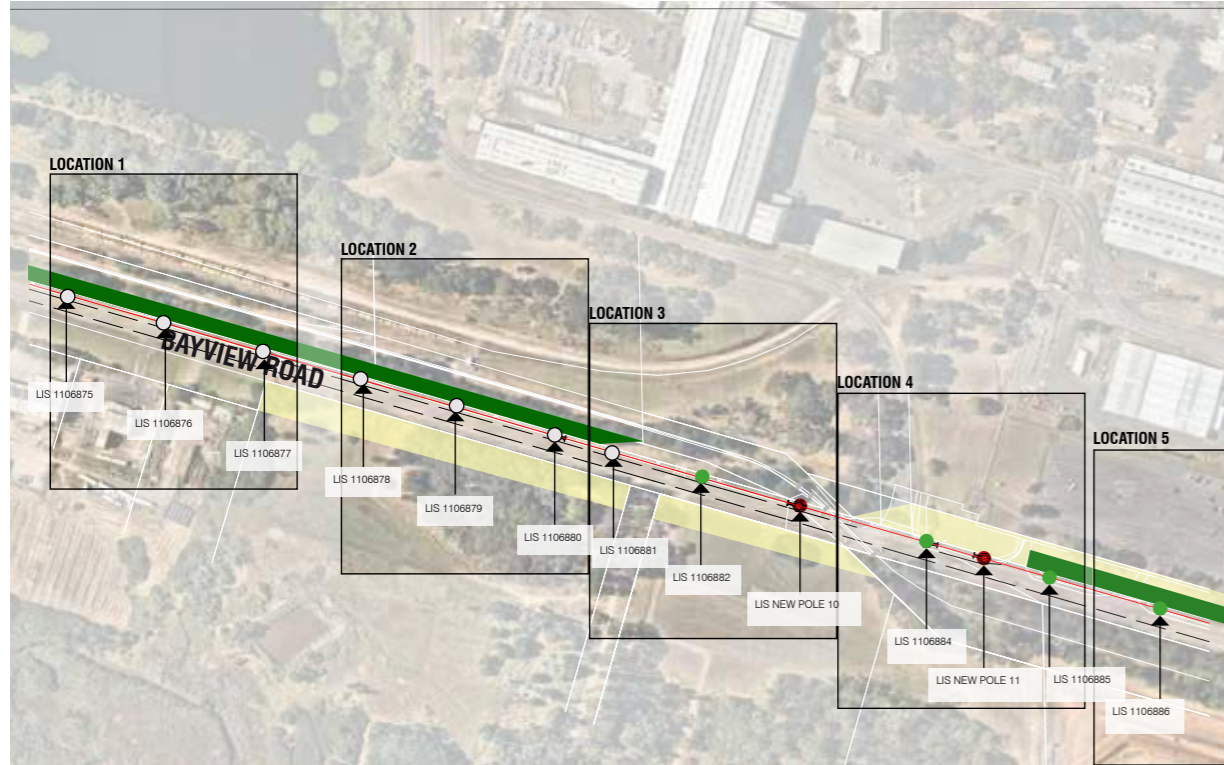 LOCATION 1
LOCATION 2
LOCATION 3
LOCATION 4
LOCATION 5
BAYVIEW ROAD
LIS 1106875
LIS 1106876
LIS 1106877
LIS 1106878
LIS 1106879
LIS 1106880
LIS 1106881
LIS 1106882
LIS NEW POLE 10
LIS 1106884
LIS NEW POLE 11
LIS 1106885
LIS 1106886